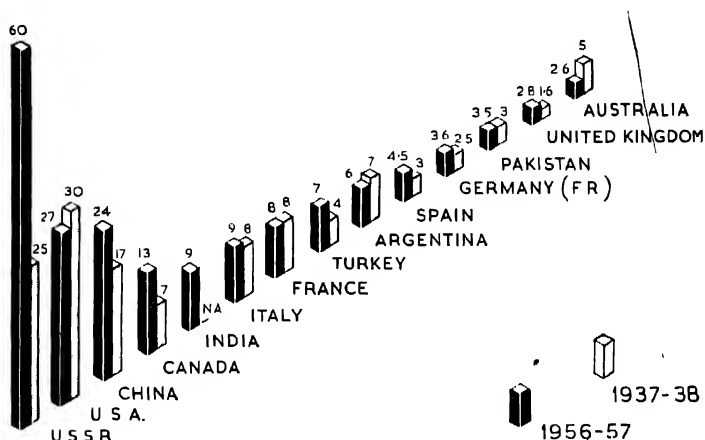 60
25
27
30
24
17
13
7
9
NA
9
8
8
8
7
4
6
7
4.5
3
3 6
2 5
3 5
3
2 8
1.6
2 6
5
AUSTRALIA
UNITED KINGDOM
PAKISTAN
GERMANY (FR)
SPAIN
ARGENTINA
TURKEY
FRANCE
ITALY
INDIA
CANADA
CHINA
U S A.
U S S R
1937-38
1956-57